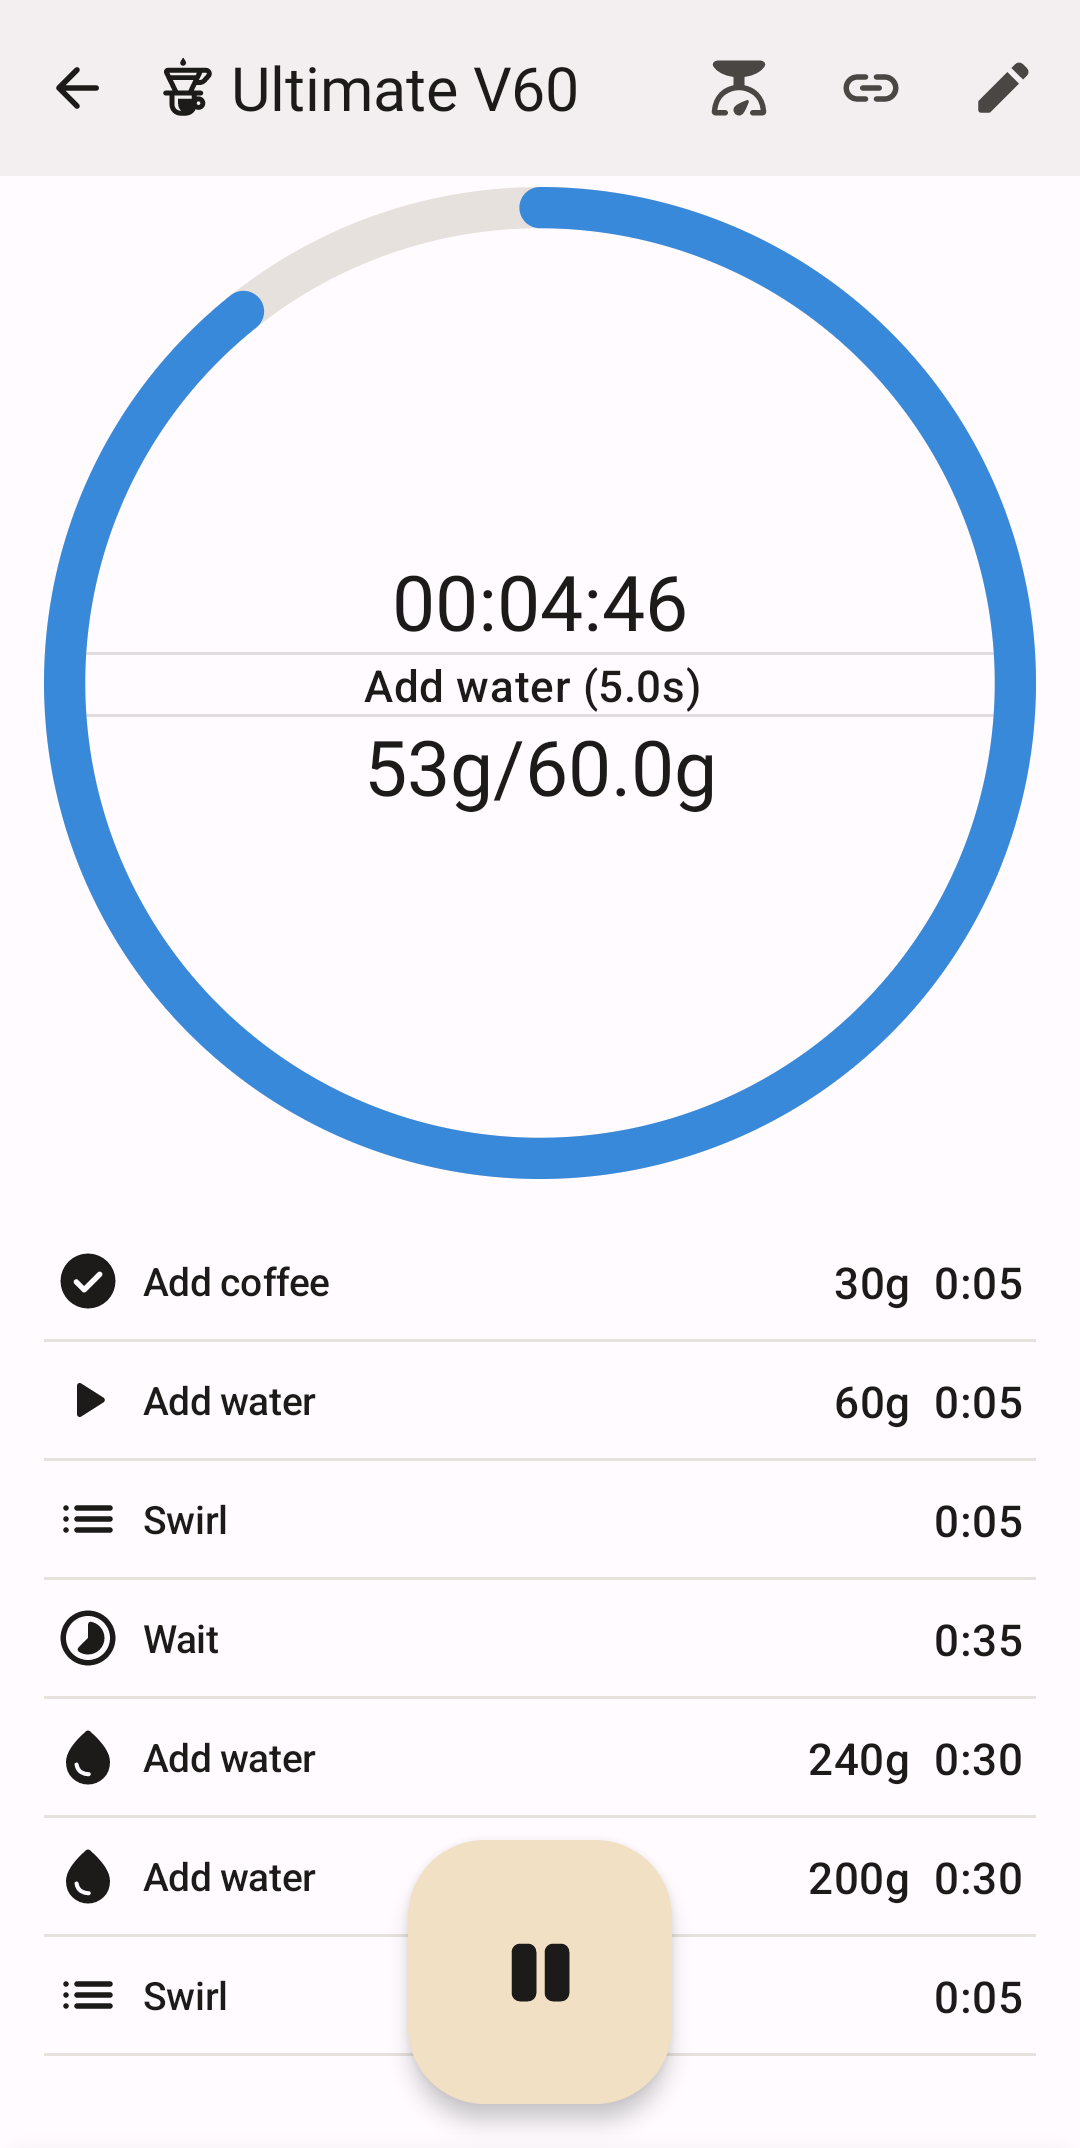 Ultimate V60
00:04:46
Add water (5.0s)
53g/60.0g
Add coffee 30g 0:05
Add water 60g 0:05
Swirl 0:05
Wait 0:35
Add water 240g 0:30
Add water 200g 0:30
Swirl 0:05